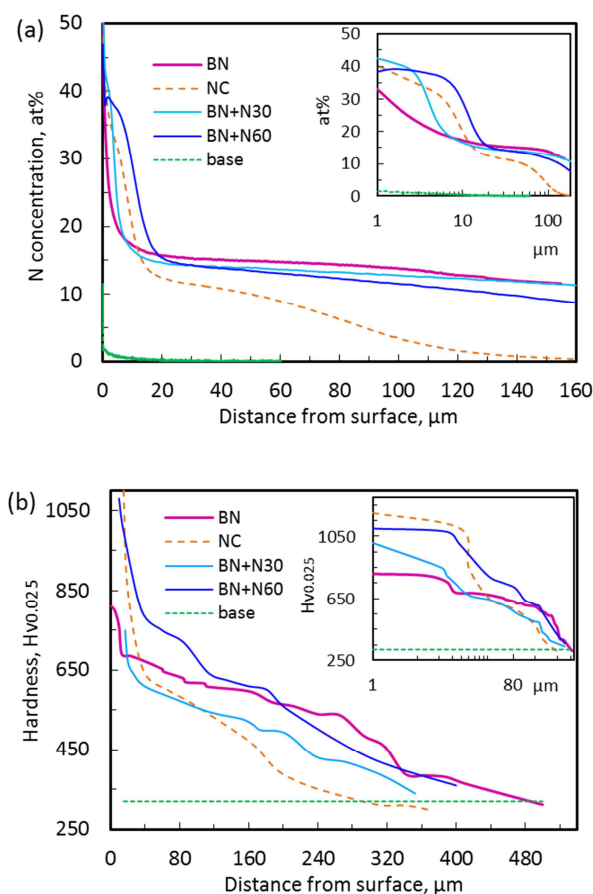 (a)
N concentration, at%
50
40
30
20
10
0
BN
NC
BN+N30
BN+N60
base
at%
50
40
30
20
10
0
1 10 100
μm
0 20 40 60 80 100 120 140 160
Distance from surface, μm
(b)
Hardness, Hv0.025
1050
850
650
450
250
BN
NC
BN+N30
BN+N60
base
Hv0.025
1050
650
250
1 80 μm
0 80 160 240 320 400 480
Distance from surface, μm